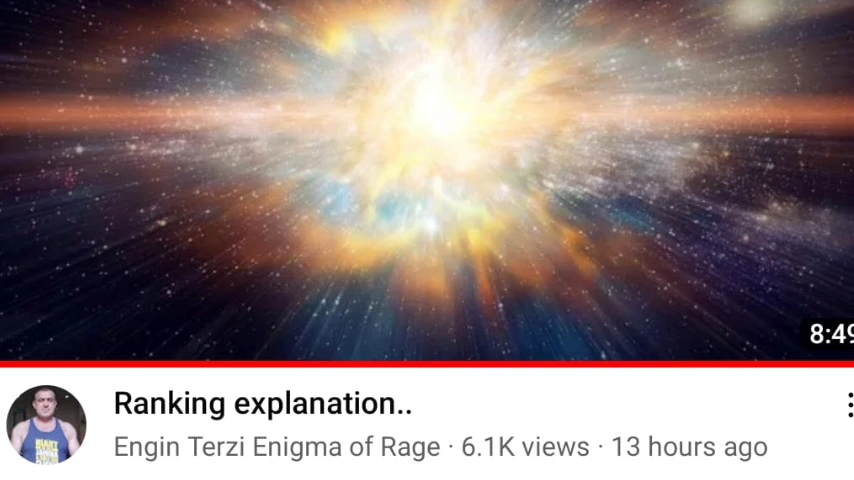 8:49
Ranking explanation..
Engin Terzi Enigma of Rage · 6.1K views · 13 hours ago